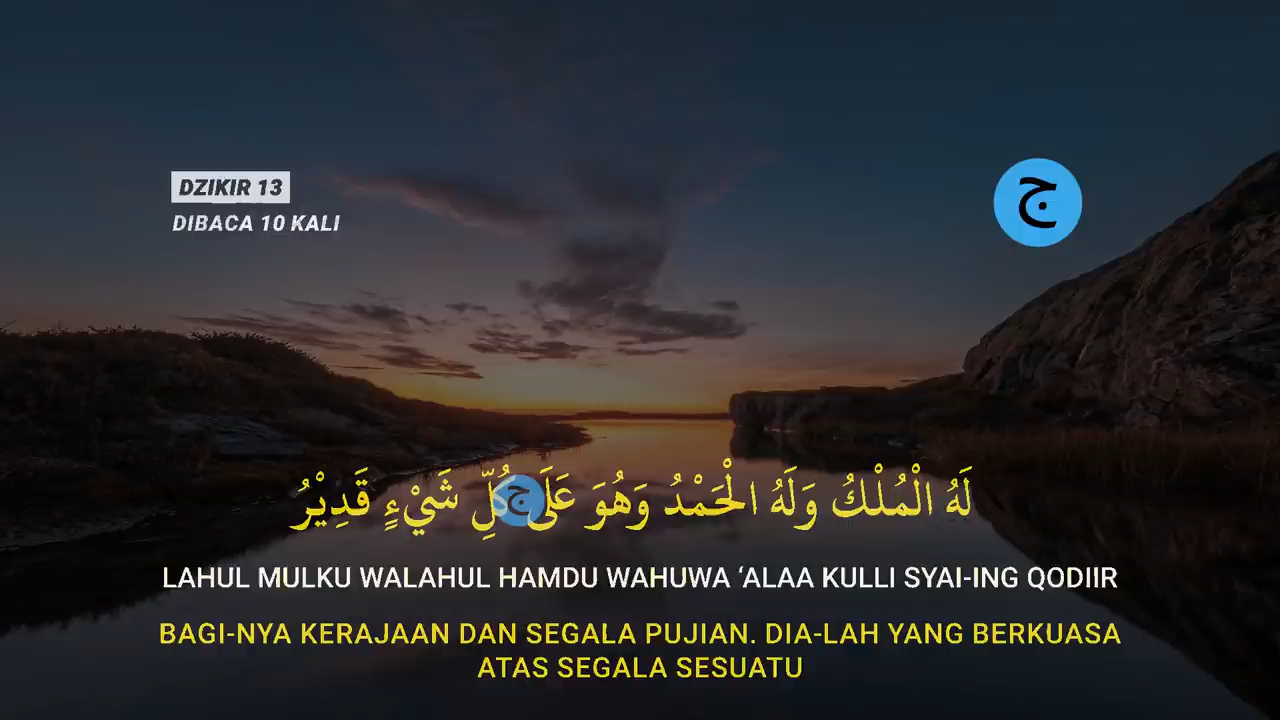 DZIKIR 13
DIBACA 10 KALI
ج
لَهُ الْمُلْكُ وَلَهُ الْحَمْدُ وَهُوَ عَلَى كُلِّ شَيْءٍ قَدِيْرُ
ج
LAHUL MULKU WALAHUL HAMDU WAHUWA ‘ALAA KULLI SYAI-ING QODIIR
BAGI-NYA KERAJAAN DAN SEGALA PUJIAN. DIA-LAH YANG BERKUASA
ATAS SEGALA SESUATU